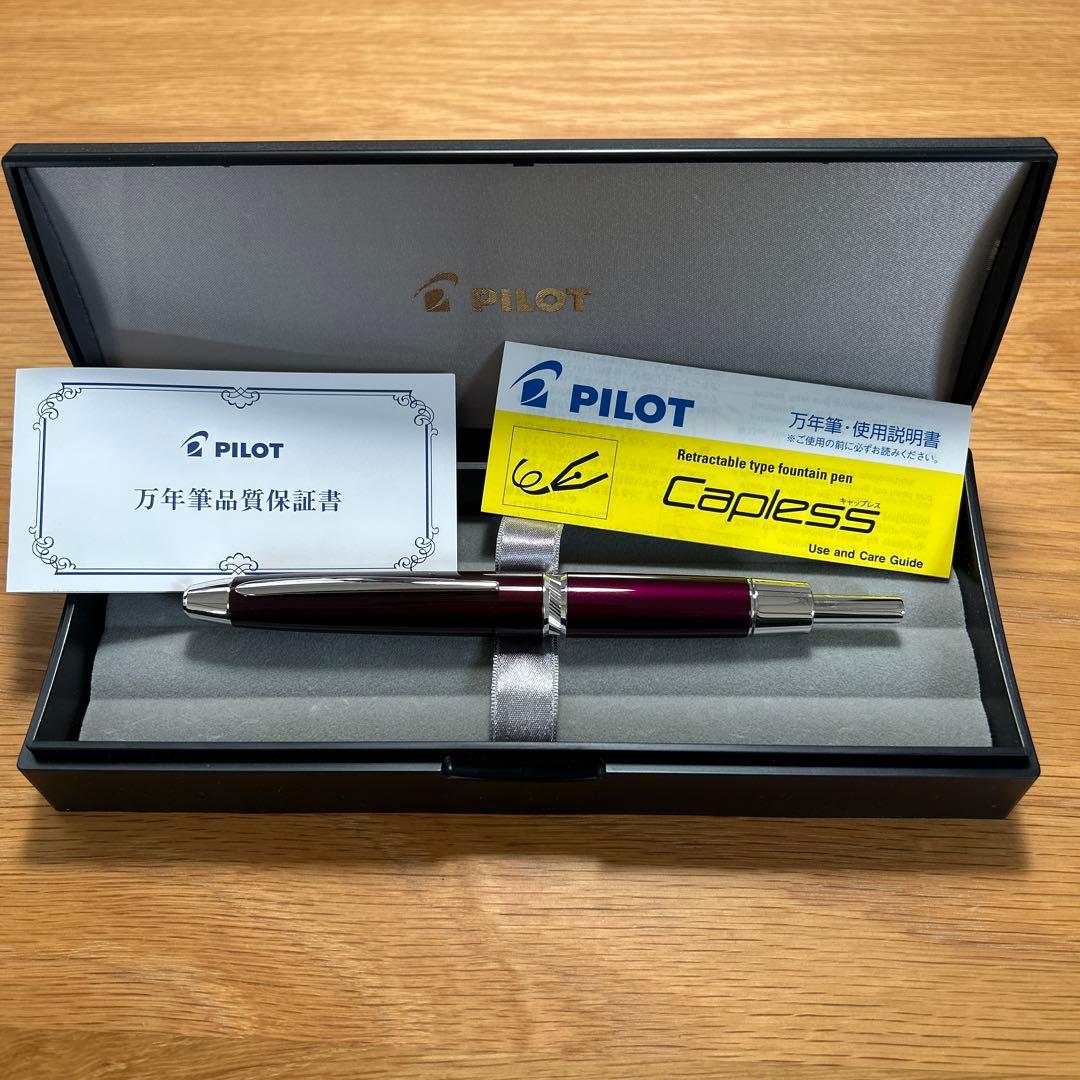 PILOT
PILOT
万年筆品質保証書
PILOT
万年筆・使用説明書
※ご使用の前に必ずお読みください。
Retractable type fountain pen
キャップレス
Capless
Use and Care Guide